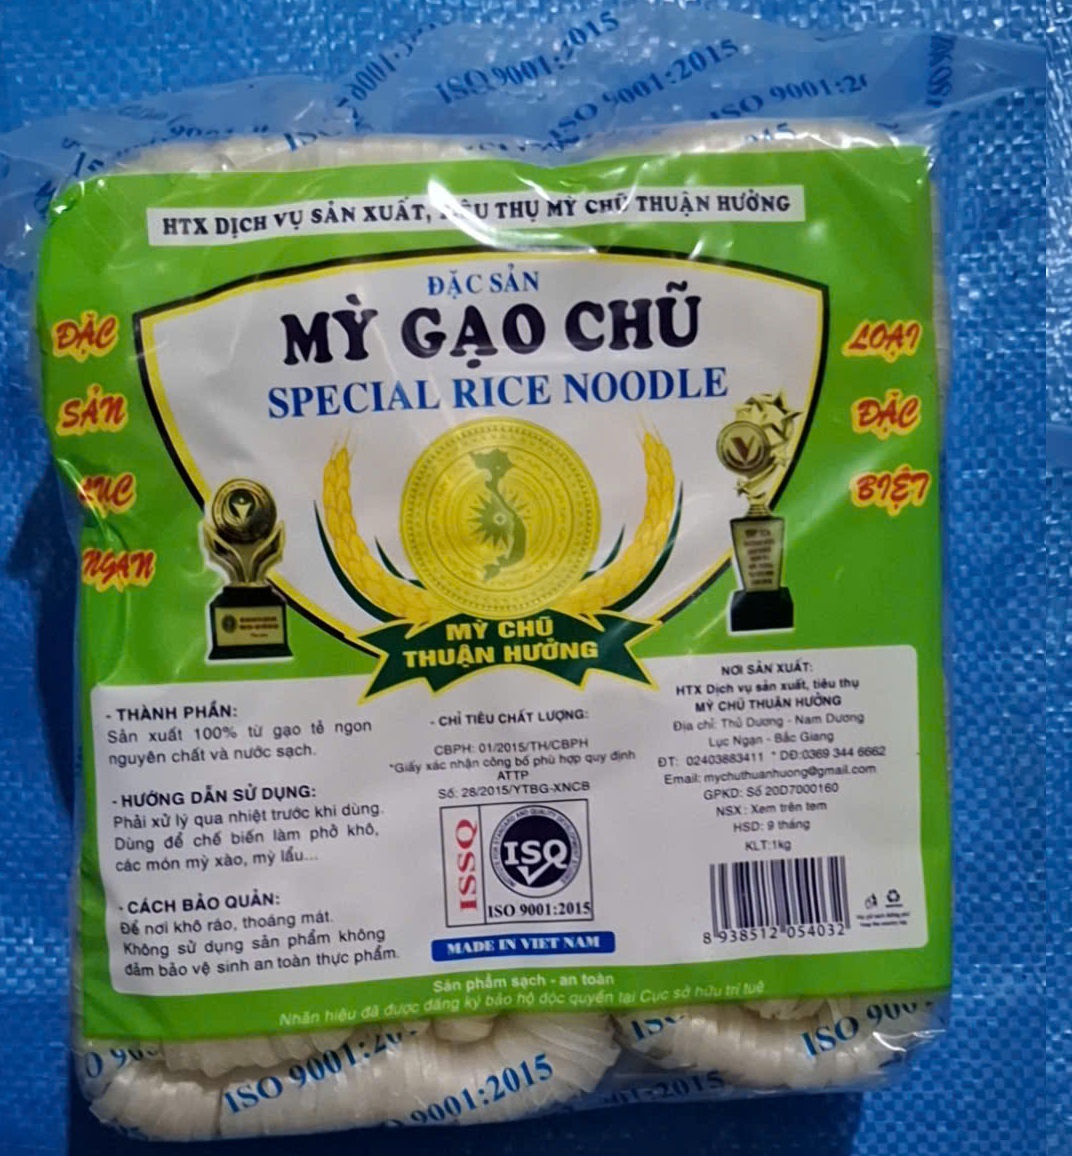 ISO 9001:2015
ISO 9001:2015
ISO 9001:2
HTX DỊCH VỤ SẢN XUẤT, TIÊU THỤ MỲ CHŨ THUẬN HƯỞNG
ĐẶC SẢN
MỲ GẠO CHŨ
SPECIAL RICE NOODLE
ĐẶC
SẢN
LỤC
NGẠN
LOẠI
ĐẶC
BIỆT
MỲ CHŨ
THUẬN HƯỞNG
- THÀNH PHẦN:
Sản xuất 100% từ gạo tẻ ngon
nguyên chất và nước sạch.
- HƯỚNG DẪN SỬ DỤNG:
Phải xử lý qua nhiệt trước khi dùng.
Dùng để chế biến làm phở khô,
các món mỳ xào, mỳ lẩu...
- CÁCH BẢO QUẢN:
Để nơi khô ráo, thoáng mát.
Không sử dụng sản phẩm không
đảm bảo vệ sinh an toàn thực phẩm.
- CHỈ TIÊU CHẤT LƯỢNG:
CBPH: 01/2015/TH/CBPH
*Giấy xác nhận công bố phù hợp quy định
ATTP
Số: 28/2015/YTBG-XNCB
ISSQ
ISQ
ISO 9001:2015
MADE IN VIET NAM
NƠI SẢN XUẤT:
HTX Dịch vụ sản xuất, tiêu thụ
MỲ CHŨ THUẬN HƯỞNG
Địa chỉ: Thủ Dương - Nam Dương
Lục Ngạn - Bắc Giang
ĐT: 02403683411 * DĐ:0369 344 6662
Email: mychuthuanhuong@gmail.com
GPKD: Số 20D7000160
NSX: Xem trên tem
HSD: 9 tháng
KLT:1kg
8 938512 054032
Sản phẩm sạch - an toàn
Nhãn hiệu đã được đăng ký bảo hộ độc quyền tại Cục sở hữu trí tuệ
ISO 9001:20
9001:2015
ISO 900